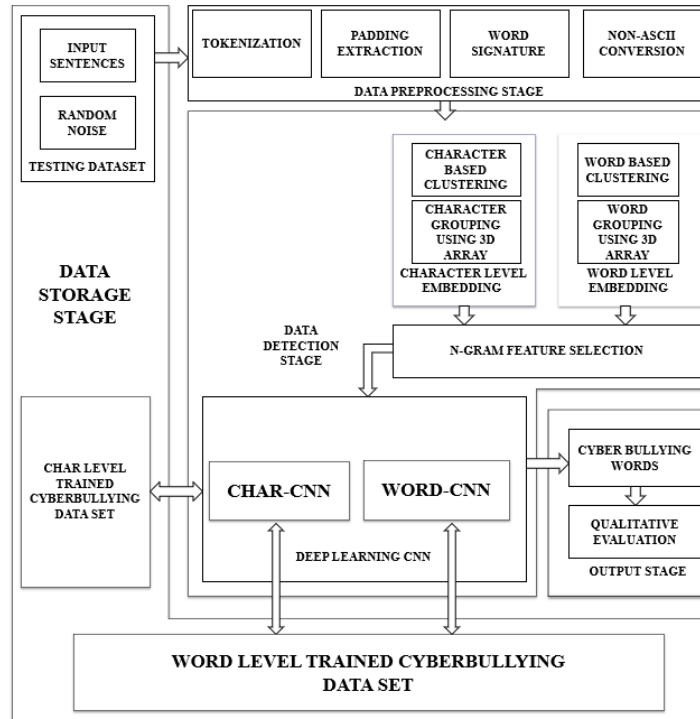 INPUT
SENTENCES
RANDOM
NOISE
TESTING DATASET
TOKENIZATION
PADDING
EXTRACTION
WORD
SIGNATURE
NON-ASCII
CONVERSION
DATA PREPROCESSING STAGE
CHARACTER
BASED
CLUSTERING
CHARACTER
GROUPING
USING 3D
ARRAY
CHARACTER LEVEL
EMBEDDING
WORD BASED
CLUSTERING
WORD
GROUPING
USING 3D
ARRAY
WORD LEVEL
EMBEDDING
DATA
STORAGE
STAGE
DATA
DETECTION
STAGE
N-GRAM FEATURE SELECTION
CHAR LEVEL
TRAINED
CYBERBULLYING
DATA SET
CHAR-CNN
WORD-CNN
DEEP LEARNING CNN
CYBER BULLYING
WORDS
QUALITATIVE
EVALUATION
OUTPUT STAGE
WORD LEVEL TRAINED CYBERBULLYING
DATA SET